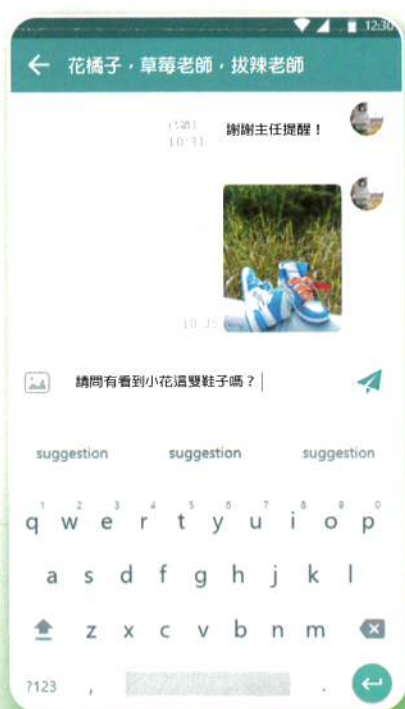 12:30
花橘子，草莓老師，拔辣老師
已讀
10:31
謝謝主任提醒！
10:35
請問有看到小花這雙鞋子嗎？
suggestion suggestion suggestion
1 2 3 4 5 6 7 8 9 0
q w e r t y u i o p
a s d f g h j k l
z x c v b n m
?123 , .